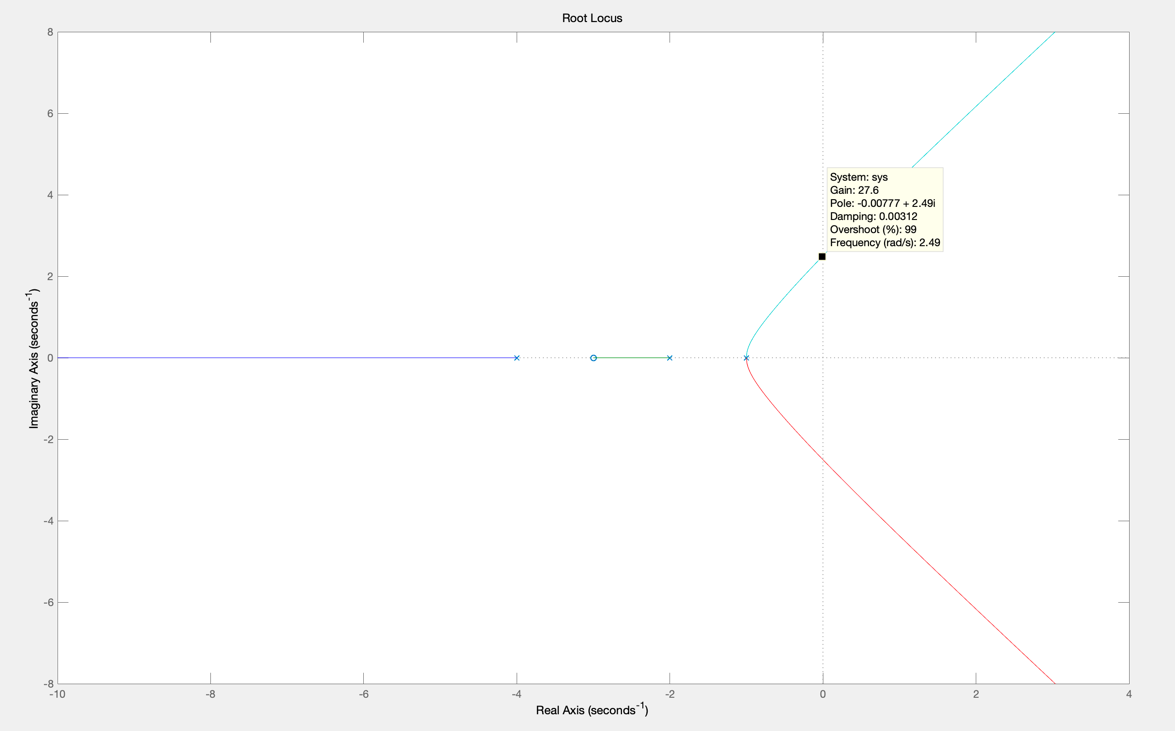 Root Locus
8
6
4
2
0
-2
-4
-6
-8
Imaginary Axis (seconds⁻¹)
System: sys
Gain: 27.6
Pole: -0.00777 + 2.49i
Damping: 0.00312
Overshoot (%): 99
Frequency (rad/s): 2.49
-10 -8 -6 -4 -2 0 2 4
Real Axis (seconds⁻¹)